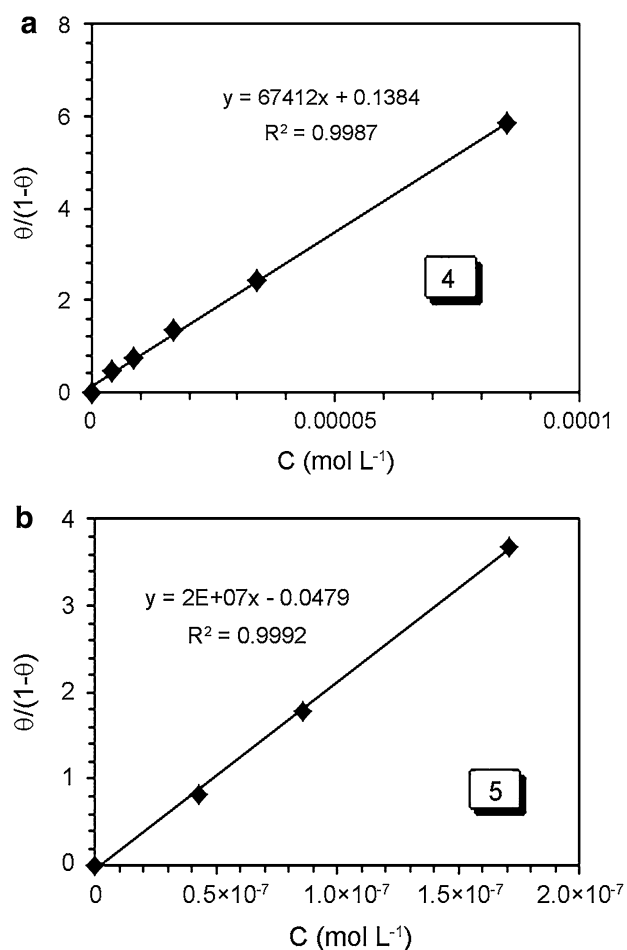 a
8
6
4
2
0
θ/(1-θ)
y = 67412x + 0.1384
R² = 0.9987
4
0 0.00005 0.0001
C (mol L⁻¹)
b
4
3
2
1
0
θ/(1-θ)
y = 2E+07x - 0.0479
R² = 0.9992
5
0 0.5×10⁻⁷ 1.0×10⁻⁷ 1.5×10⁻⁷ 2.0×10⁻⁷
C (mol L⁻¹)